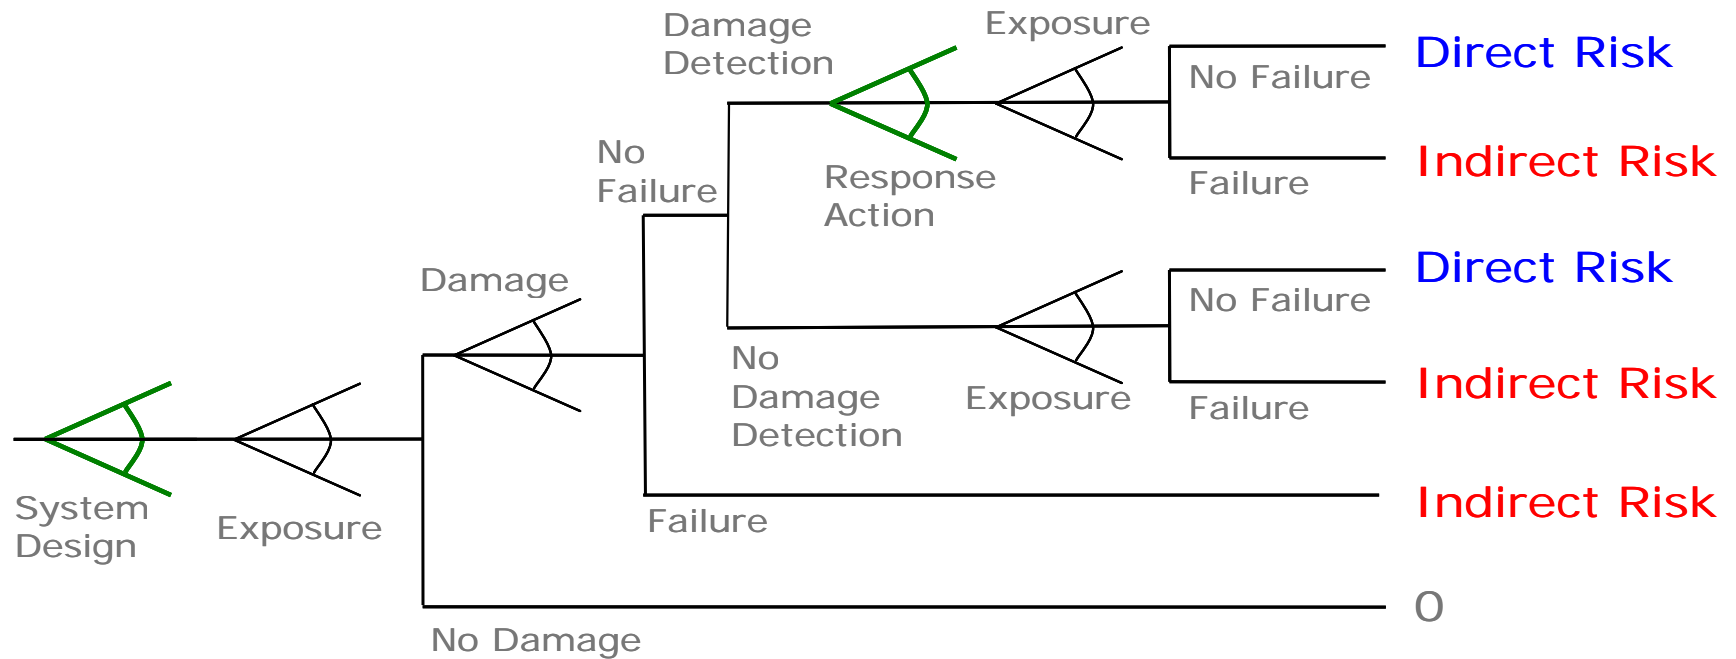 Damage
Detection
Exposure
Direct Risk
No Failure
No
Failure
Response
Action
Indirect Risk
Failure
Damage
Direct Risk
No Failure
No
Damage
Detection
Exposure
Indirect Risk
Failure
System
Design
Exposure
Failure
Indirect Risk
No Damage
0